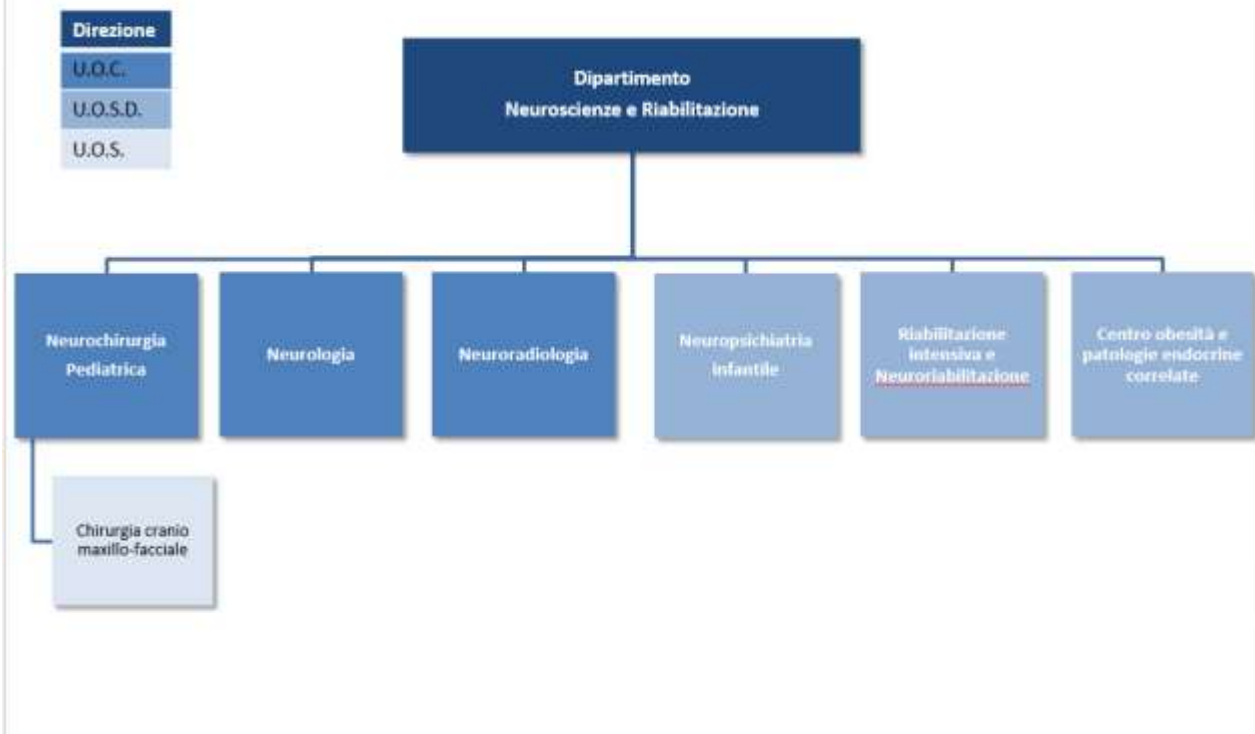 Direzione
U.O.C.
U.O.S.D.
U.O.S.
Dipartimento
Neuroscienze e Riabilitazione
Neurochirurgia
Pediatrica
Neurologia
Neuroradiologia
Neuropsichiatria
infantile
Riabilitazione
intensiva e
Neuroriabilitazione
Centro obesità e
patologie endocrine
correlate
Chirurgia cranio
maxillo-facciale